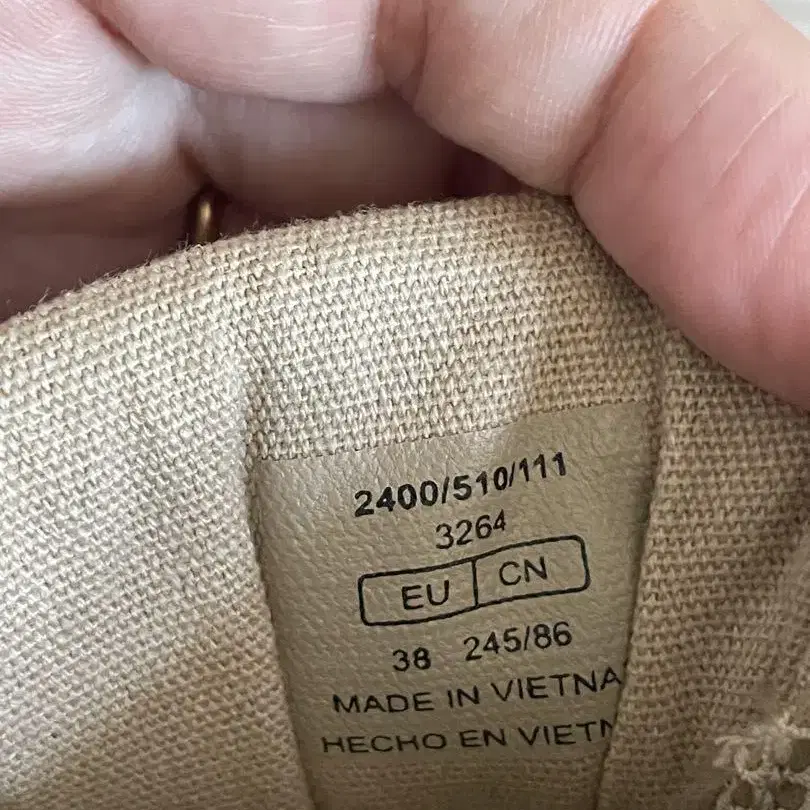 2400/510/111
3264
EU CN
38 245/86
MADE IN VIETNA
HECHO EN VIETN